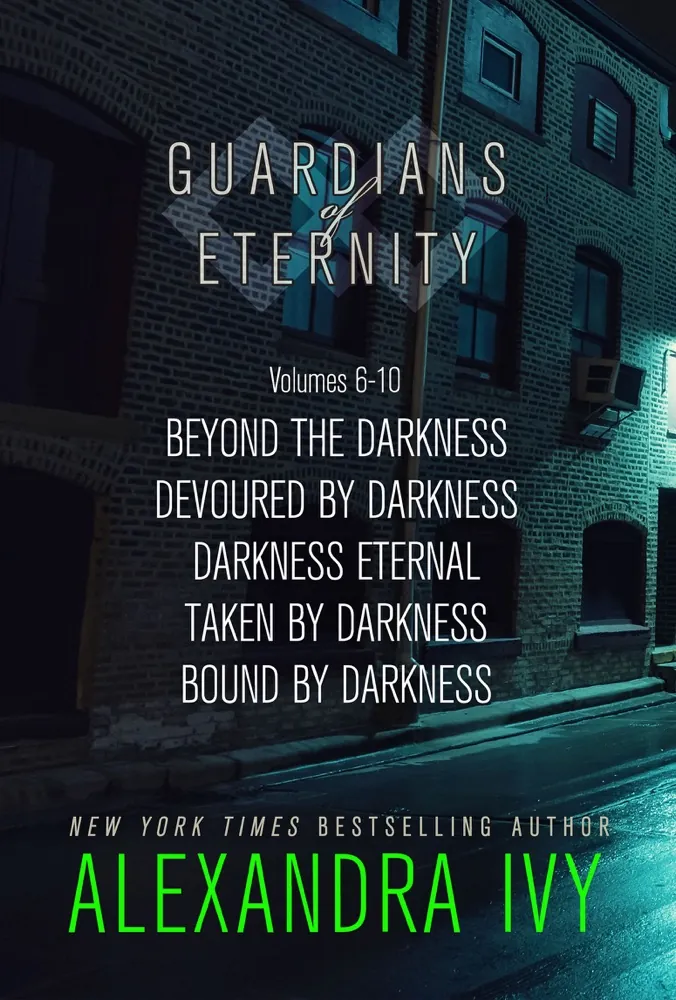 GUARDIANS
of
ETERNITY
Volumes 6-10
BEYOND THE DARKNESS
DEVOURED BY DARKNESS
DARKNESS ETERNAL
TAKEN BY DARKNESS
BOUND BY DARKNESS
NEW YORK TIMES BESTSELLING AUTHOR
ALEXANDRA IVY